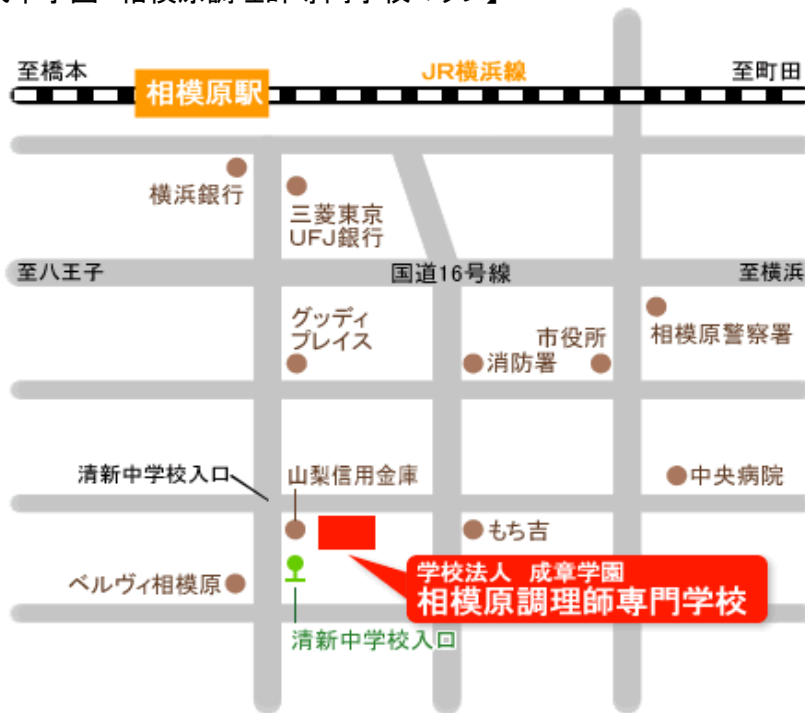 至橋本
JR横浜線
至町田
相模原駅
横浜銀行
三菱東京
UFJ銀行
至八王子
国道16号線
至横浜
グッディ
プレイス
市役所
消防署
相模原警察署
清新中学校入口
山梨信用金庫
中央病院
もち吉
ベルヴィ相模原
学校法人 成章学園
相模原調理師専門学校
清新中学校入口